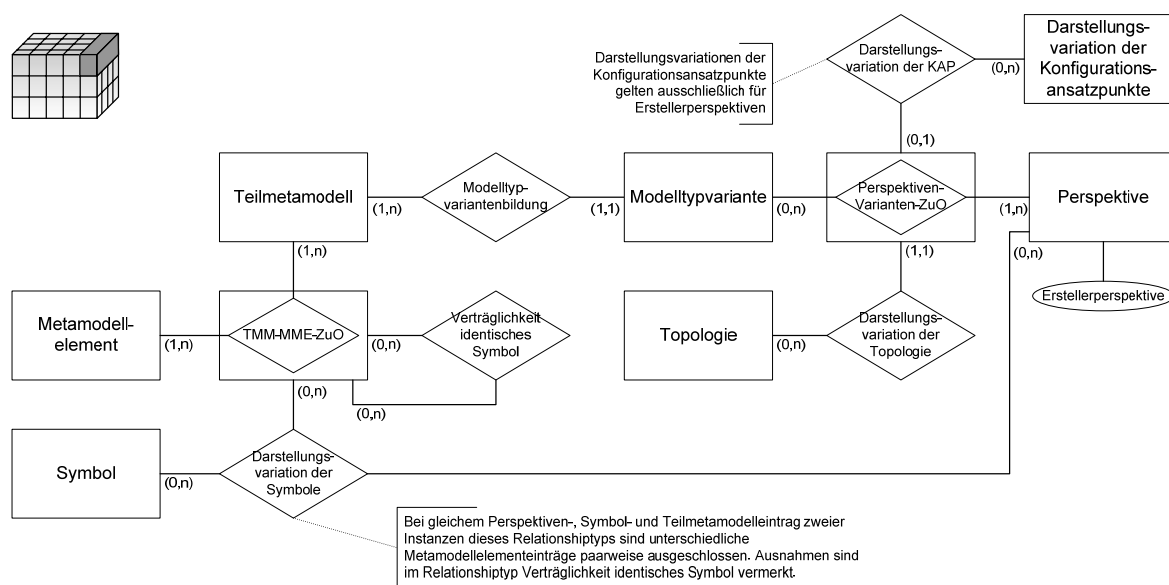 Darstellungsvariationen der
Konfigurationsansatzpunkte
gelten ausschließlich für
Erstellerperspektiven
Darstellungs-
variation der KAP
(0,n)
Darstellungs-
variation der
Konfigurations-
ansatzpunkte
(0,1)
Teilmetamodell
(1,n)
Modelltyp-
variantenbildung
(1,1)
Modelltypvariante
(0,n)
Perspektiven-
Varianten-ZuO
(1,n)
Perspektive
(1,n)
(1,1)
(0,n)
Erstellerperspektive
Metamodell-
element
(1,n)
TMM-MME-ZuO
(0,n)
Verträglichkeit
identisches
Symbol
(0,n)
(0,n)
Topologie
(0,n)
Darstellungs-
variation der
Topologie
Symbol
(0,n)
Darstellungs-
variation der
Symbole
Bei gleichem Perspektiven-, Symbol- und Teilmetamodelleintrag zweier
Instanzen dieses Relationshiptyps sind unterschiedliche
Metamodellelementeinträge paarweise ausgeschlossen. Ausnahmen sind
im Relationshiptyp Verträglichkeit identisches Symbol vermerkt.